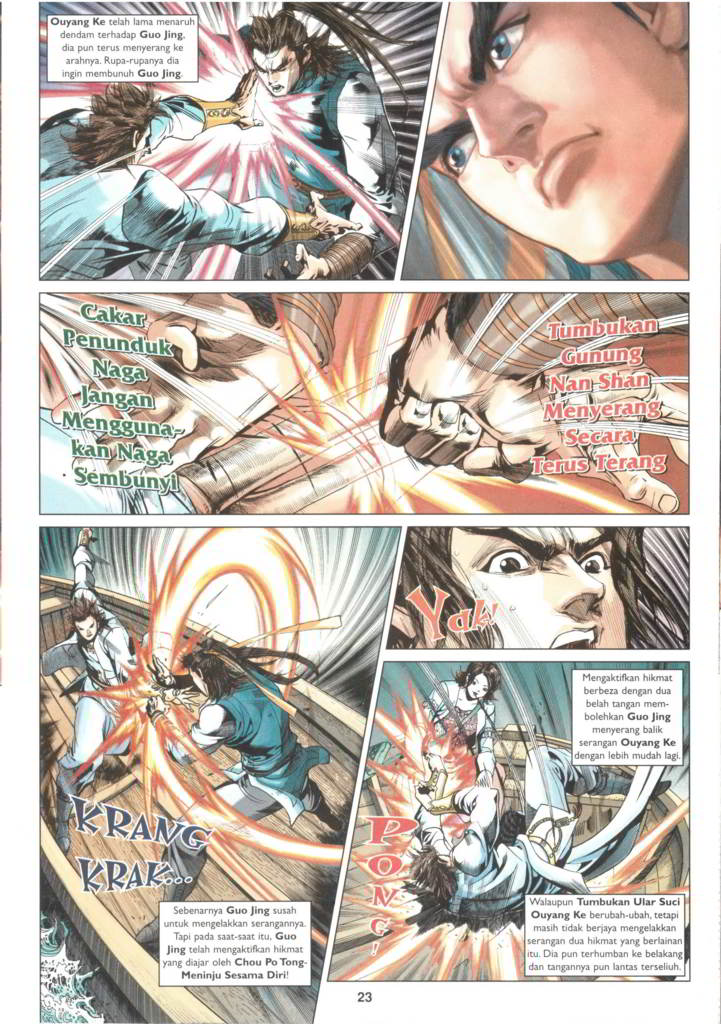 Ouyang Ke telah lama menaruh
dendam terhadap Guo Jing,
dia pun terus menyerang ke
arahnya. Rupa-rupanya dia
ingin membunuh Guo Jing.
Cakar
Penunduk
Naga
Jangan
Mengguna-
kan Naga
Sembunyi
Tumbukan
Gunung
Nan Shan
Menyerang
Secara
Terus Terang
KRANG
KRAK...
Sebenarnya Guo Jing susah
untuk mengelakkan serangannya.
Tapi pada saat-saat itu, Guo
Jing telah mengaktifkan hikmat
yang diajar oleh Chou Po Tong-
Meninju Sesama Diri!
Yak!
Mengaktifkan hikmat
berbeza dengan dua
belah tangan mem-
bolehkan Guo Jing
menyerang balik
serangan Ouyang Ke
dengan lebih mudah lagi.
PONG!
Walaupun Tumbukan Ular Suci
Ouyang Ke berubah-ubah, tetapi
masih tidak berjaya mengelakkan
serangan dua hikmat yang berlainan
itu. Dia pun terhumban ke belakang
dan tangannya pun lantas terseliuh.
23